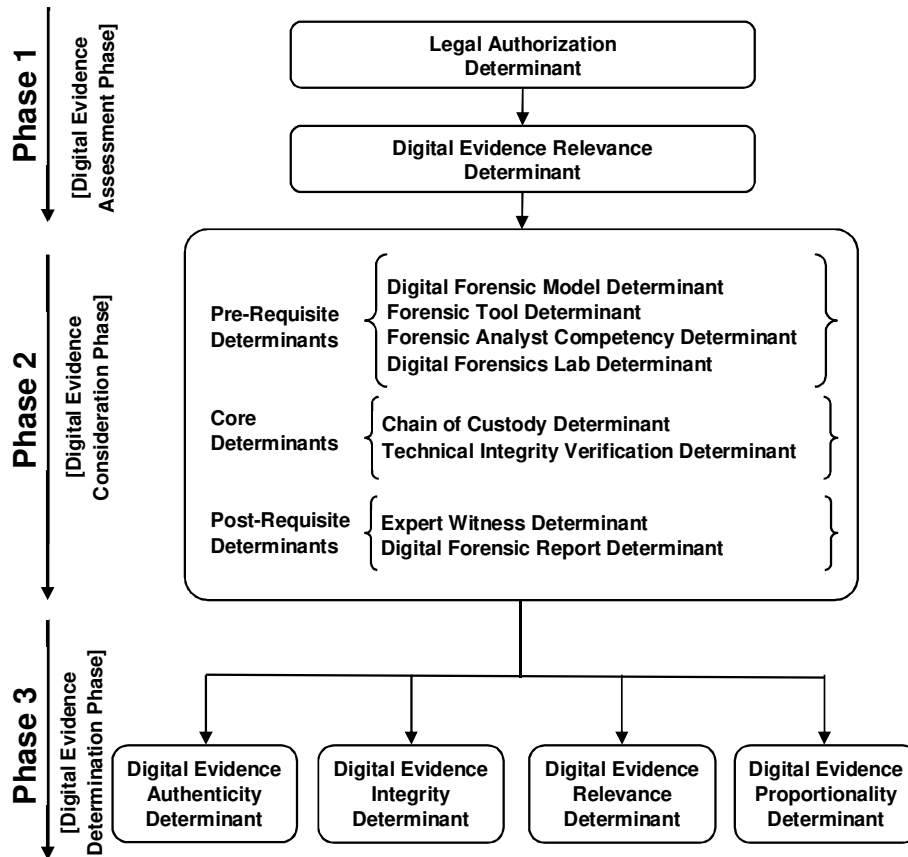 Phase 1
[Digital Evidence
Assessment Phase]
Legal Authorization
Determinant
Digital Evidence Relevance
Determinant
Phase 2
[Digital Evidence
Consideration Phase]
Pre-Requisite
Determinants
Digital Forensic Model Determinant
Forensic Tool Determinant
Forensic Analyst Competency Determinant
Digital Forensics Lab Determinant
Core
Determinants
Chain of Custody Determinant
Technical Integrity Verification Determinant
Post-Requisite
Determinants
Expert Witness Determinant
Digital Forensic Report Determinant
Phase 3
[Digital Evidence
Determination Phase]
Digital Evidence
Authenticity
Determinant
Digital Evidence
Integrity
Determinant
Digital Evidence
Relevance
Determinant
Digital Evidence
Proportionality
Determinant